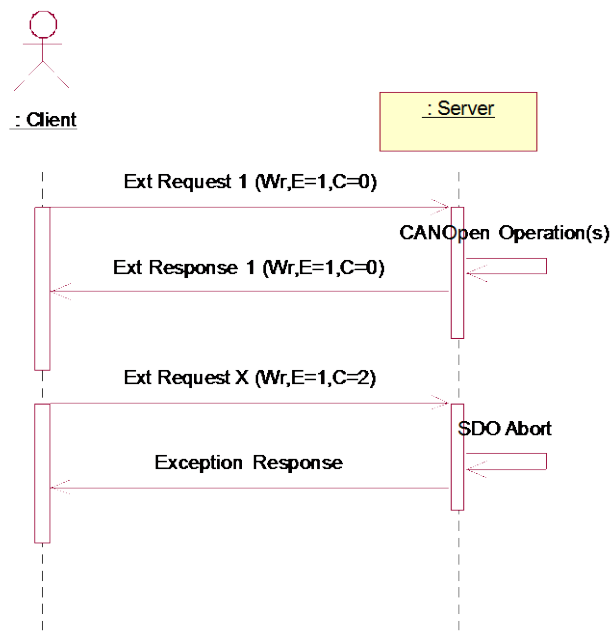 : Client
: Server
Ext Request 1 (Wr,E=1,C=0)
CANOpen Operation(s)
Ext Response 1 (Wr,E=1,C=0)
Ext Request X (Wr,E=1,C=2)
SDO Abort
Exception Response